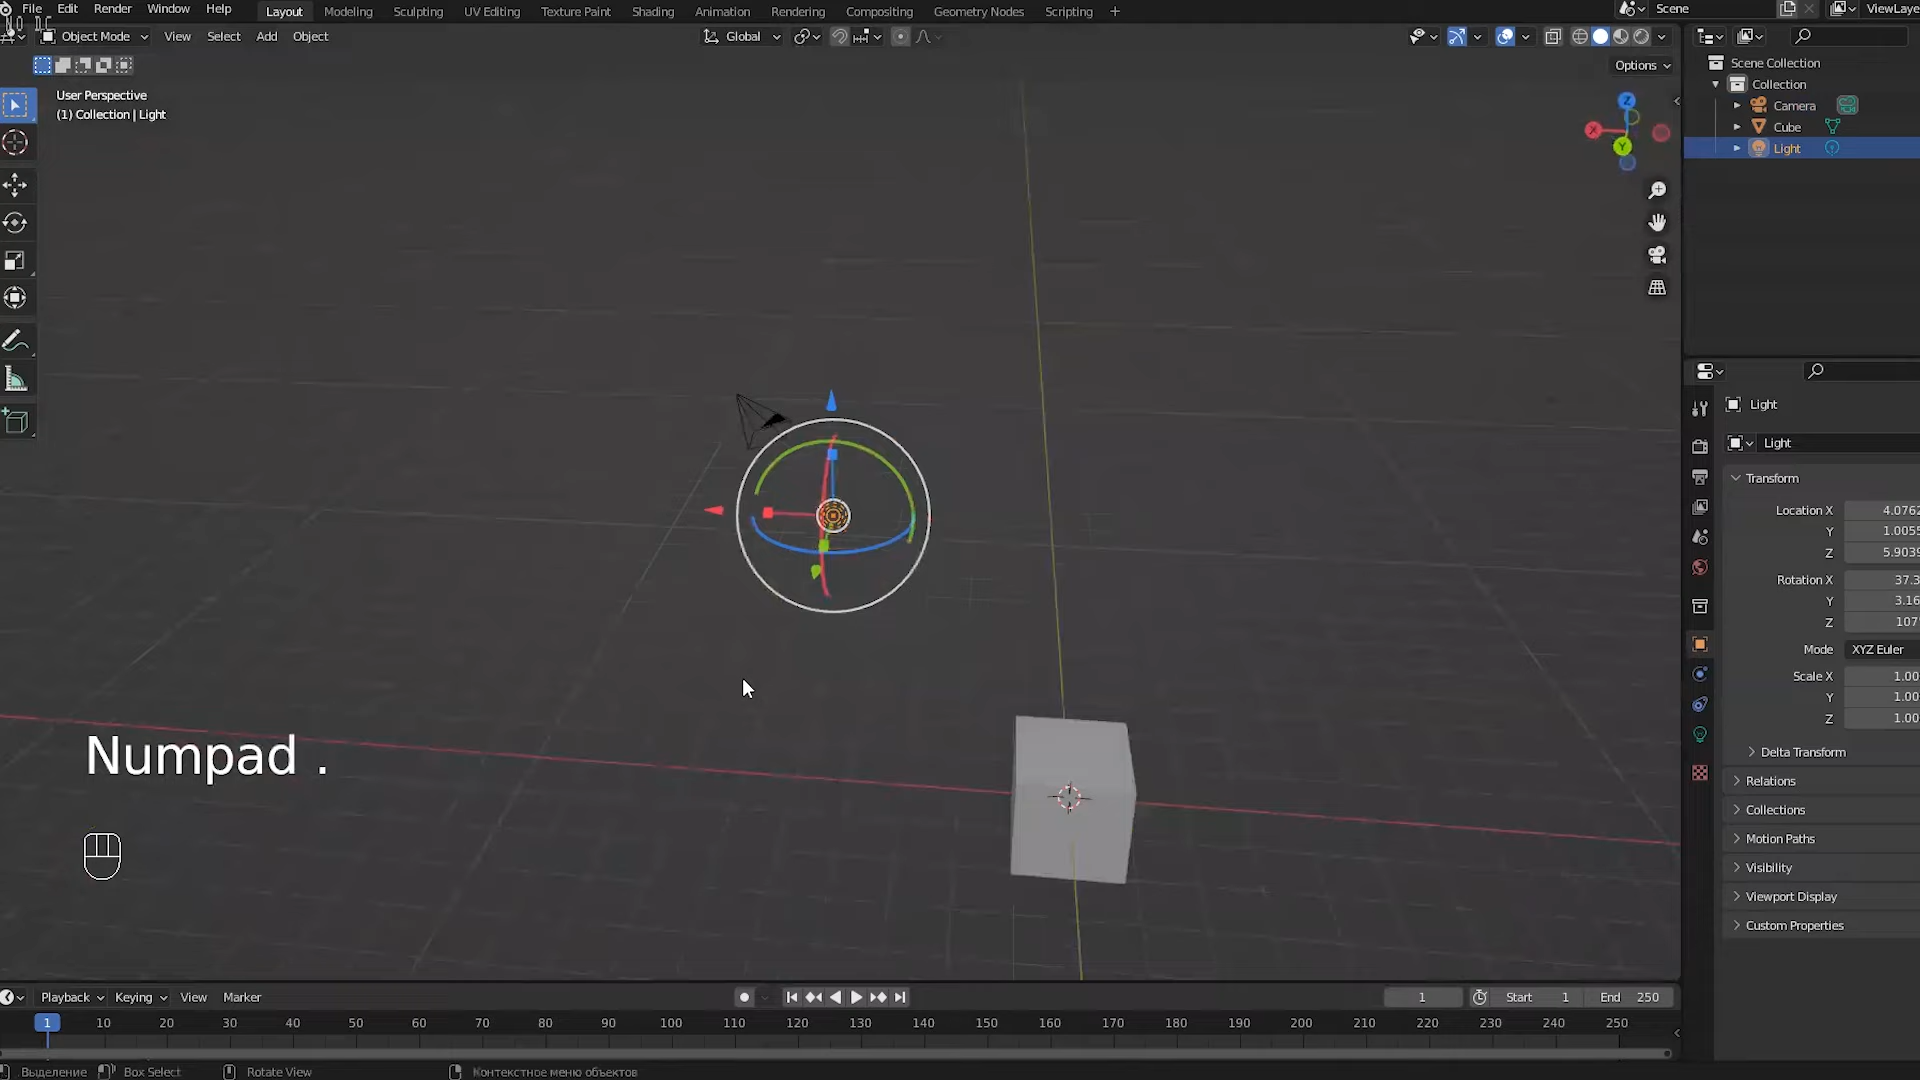 File Edit Render Window Help Layout Modeling Sculpting UV Editing Texture Paint Shading Animation Rendering Compositing Geometry Nodes Scripting + Scene ViewLaye
Object Mode View Select Add Object Global
Options
User Perspective
(1) Collection | Light
X
Y
Z
Scene Collection
Collection
Camera
Cube
Light
Light
Light
Transform
Location X 4.0762
Y 1.0055
Z 5.9039
Rotation X 37.3
Y 3.16
Z 107°
Mode XYZ Euler
Scale X 1.00
Y 1.00
Z 1.00
Delta Transform
Relations
Collections
Motion Paths
Visibility
Viewport Display
Custom Properties
Numpad .
Playback Keying View Marker 1 Start 1 End 250
1 10 20 30 40 50 60 70 80 90 100 110 120 130 140 150 160 170 180 190 200 210 220 230 240 250
Выделение Box Select Rotate View Контекстное меню объектов